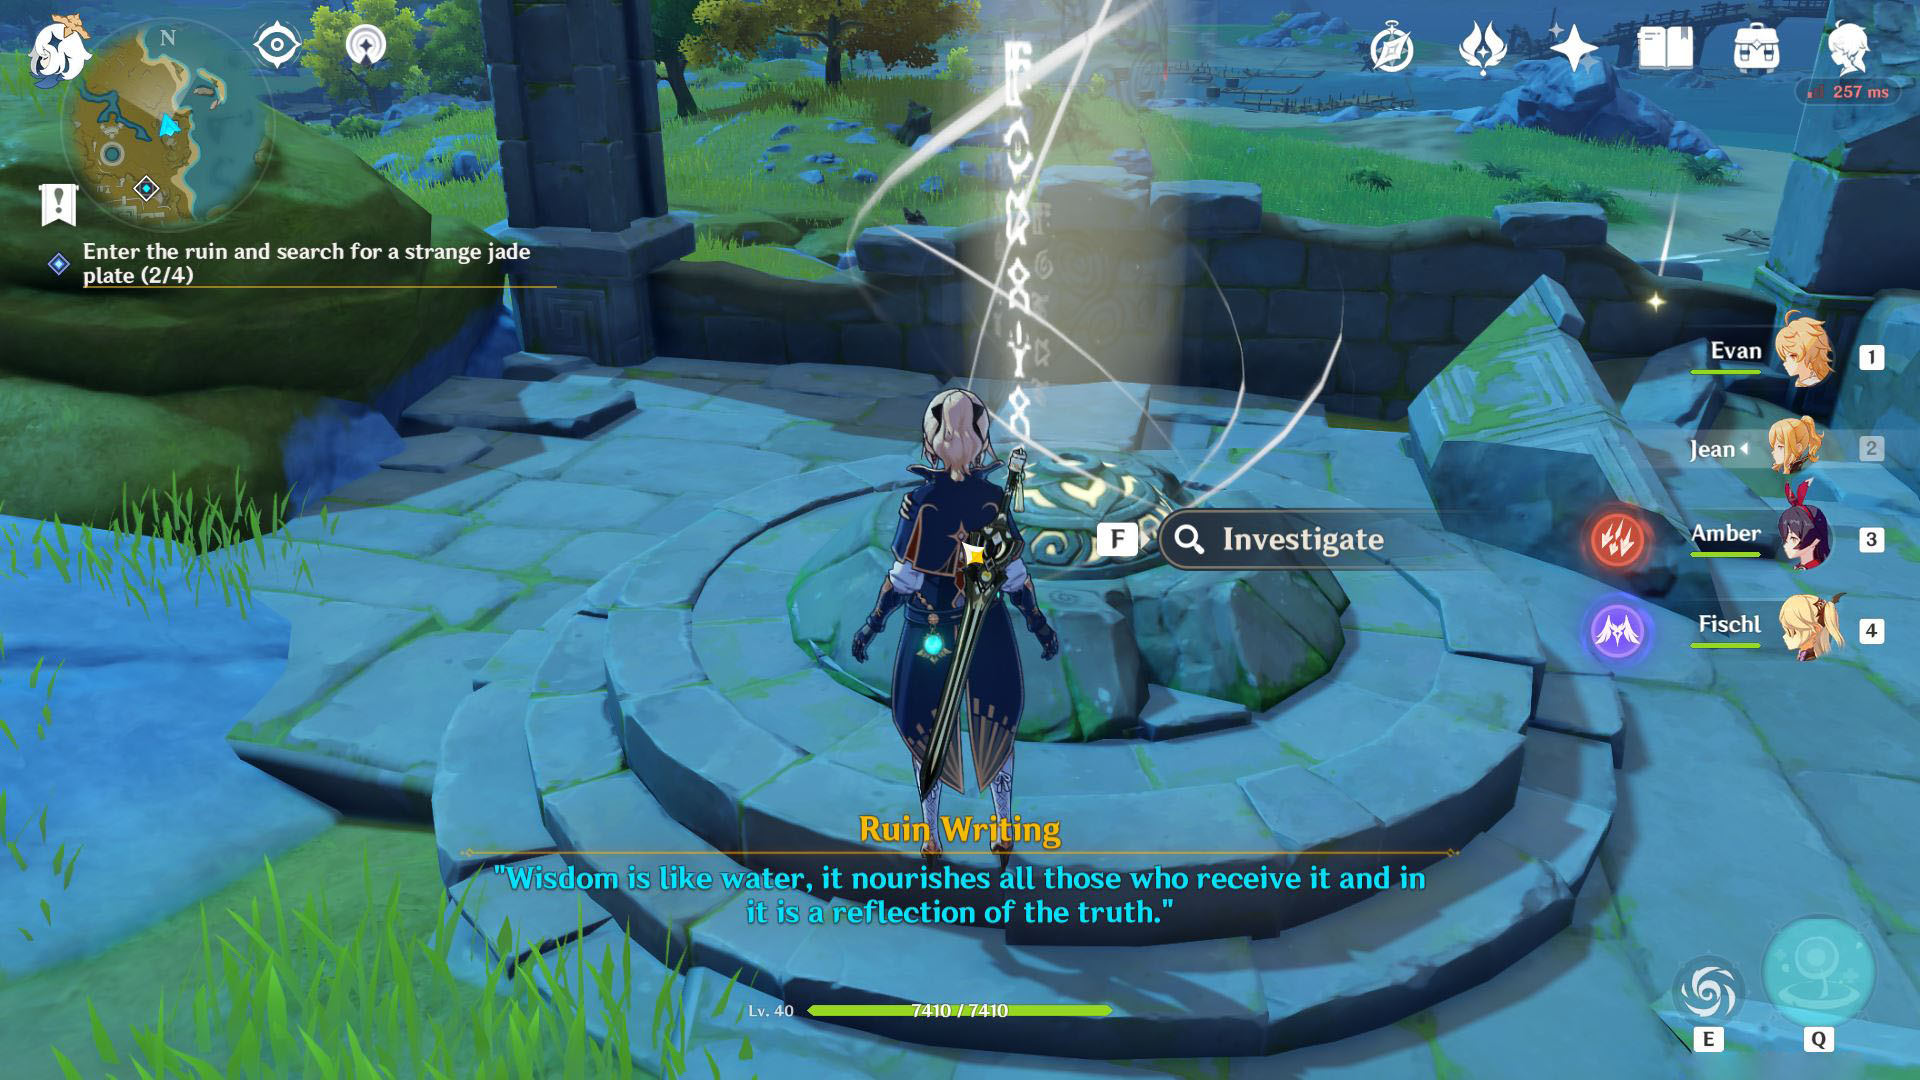 N
257 ms
Enter the ruin and search for a strange jade
plate (2/4)
Evan
1
Jean
2
Amber
3
Fischl
4
F
Investigate
Ruin Writing
"Wisdom is like water, it nourishes all those who receive it and in
it is a reflection of the truth."
Lv. 40
7410 / 7410
E
Q